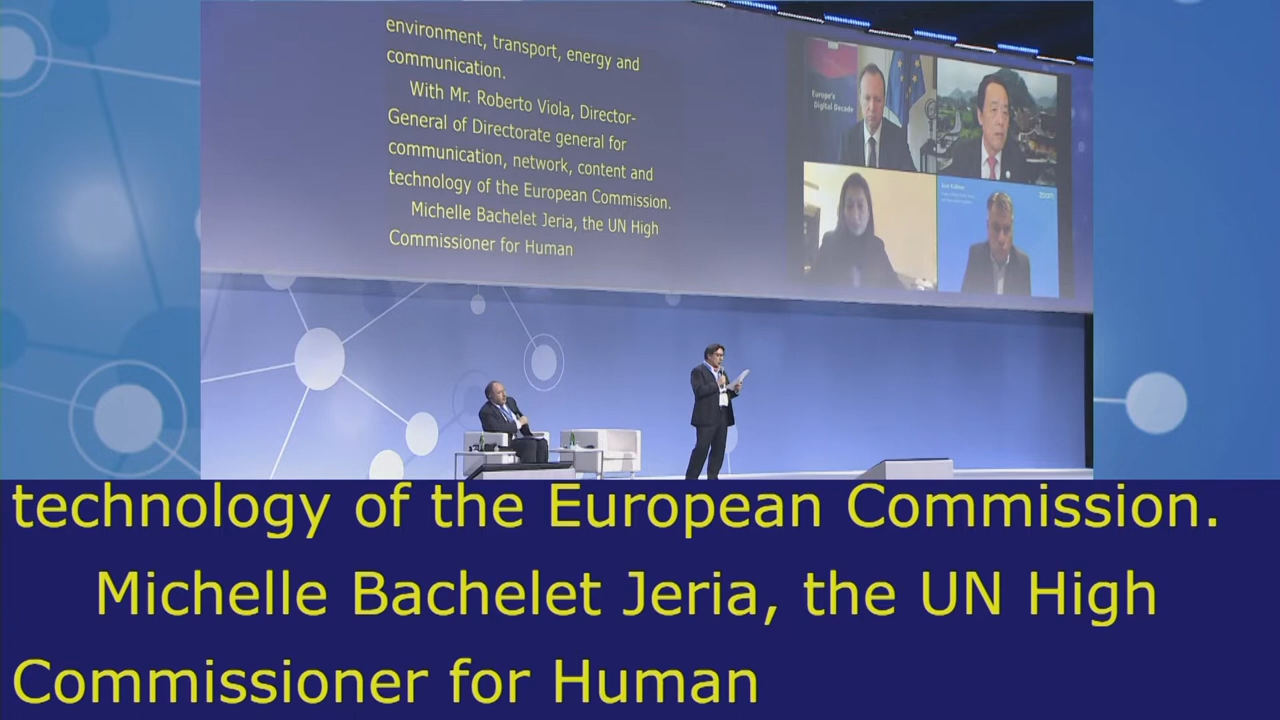 environment, transport, energy and
communication.
With Mr. Roberto Viola, Director-
General of Directorate general for
communication, network, content and
technology of the European Commission.
Michelle Bachelet Jeria, the UN High
Commissioner for Human
Europe's
Digital Decade
zoom
technology of the European Commission.
Michelle Bachelet Jeria, the UN High
Commissioner for Human